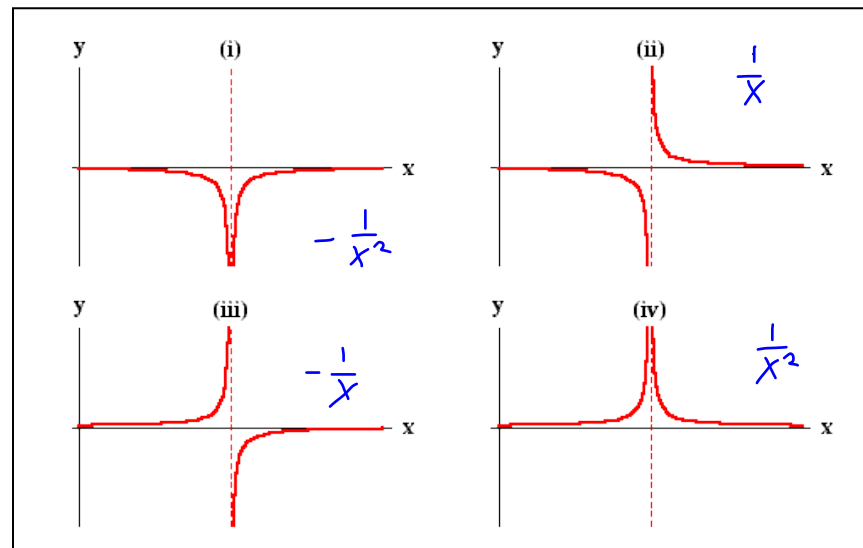 y (i)
x
- 1/x²
y (ii)
1/x
x
y (iii)
- 1/x
x
y (iv)
1/x²
x